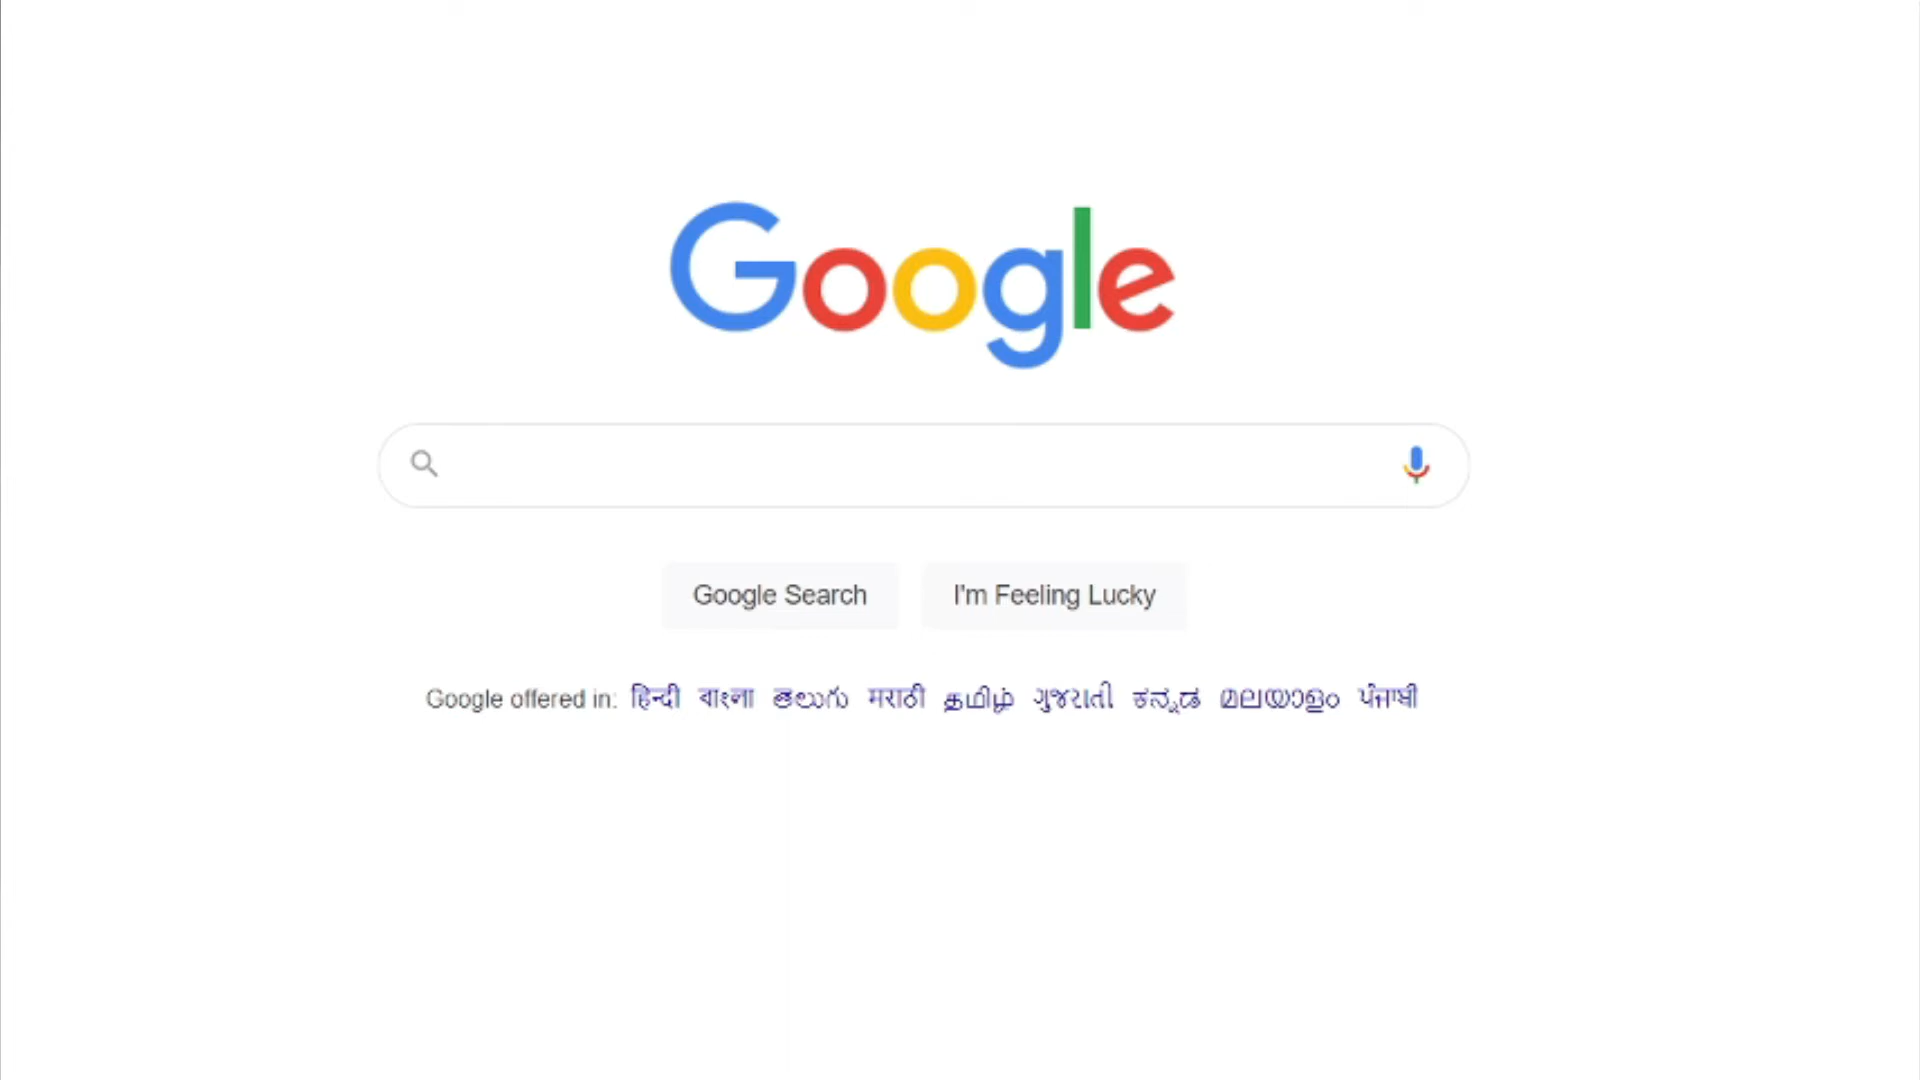 Google
Google Search
I'm Feeling Lucky
Google offered in: हिन्दी বাংলা తెలుగు मराठी தமிழ் ગુજરાતી ಕನ್ನಡ മലയാളം ਪੰਜਾਬੀ